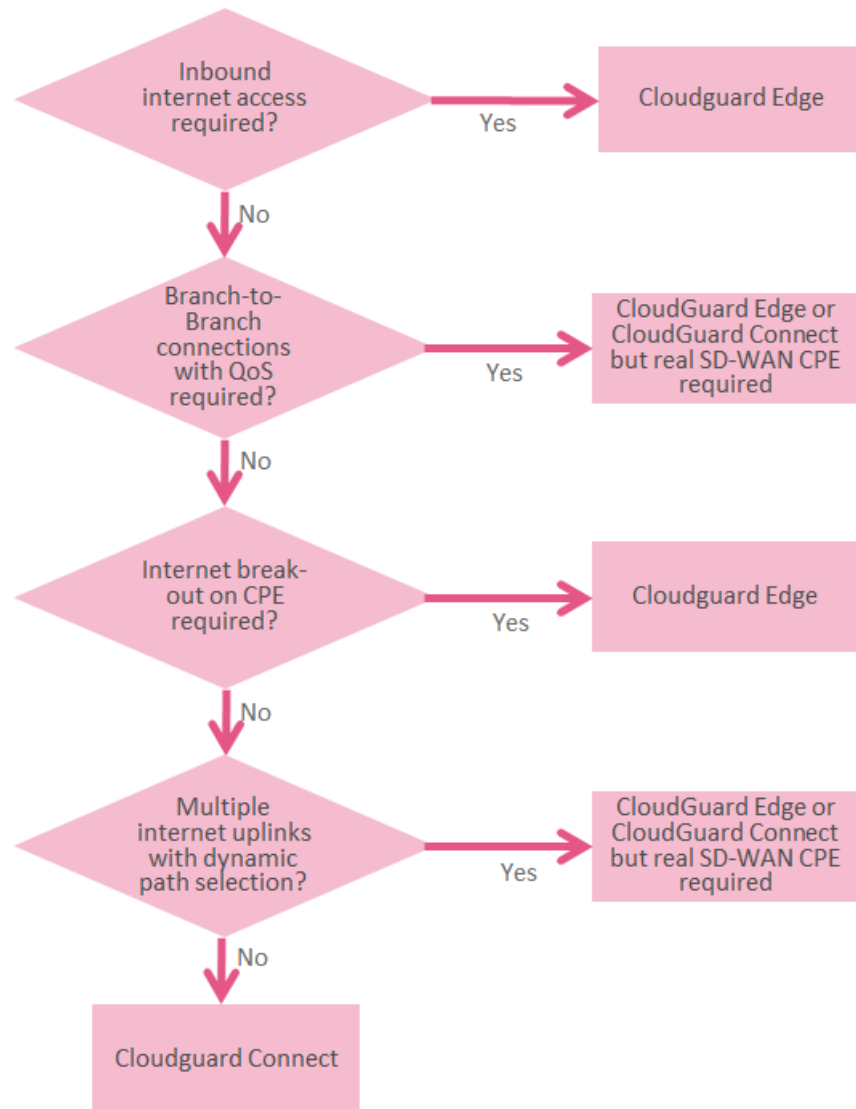 Inbound
internet access
required?
Yes
Cloudguard Edge
No
Branch-to-
Branch
connections
with QoS
required?
Yes
CloudGuard Edge or
CloudGuard Connect
but real SD-WAN CPE
required
No
Internet break-
out on CPE
required?
Yes
Cloudguard Edge
No
Multiple
internet uplinks
with dynamic
path selection?
Yes
CloudGuard Edge or
CloudGuard Connect
but real SD-WAN CPE
required
No
Cloudguard Connect